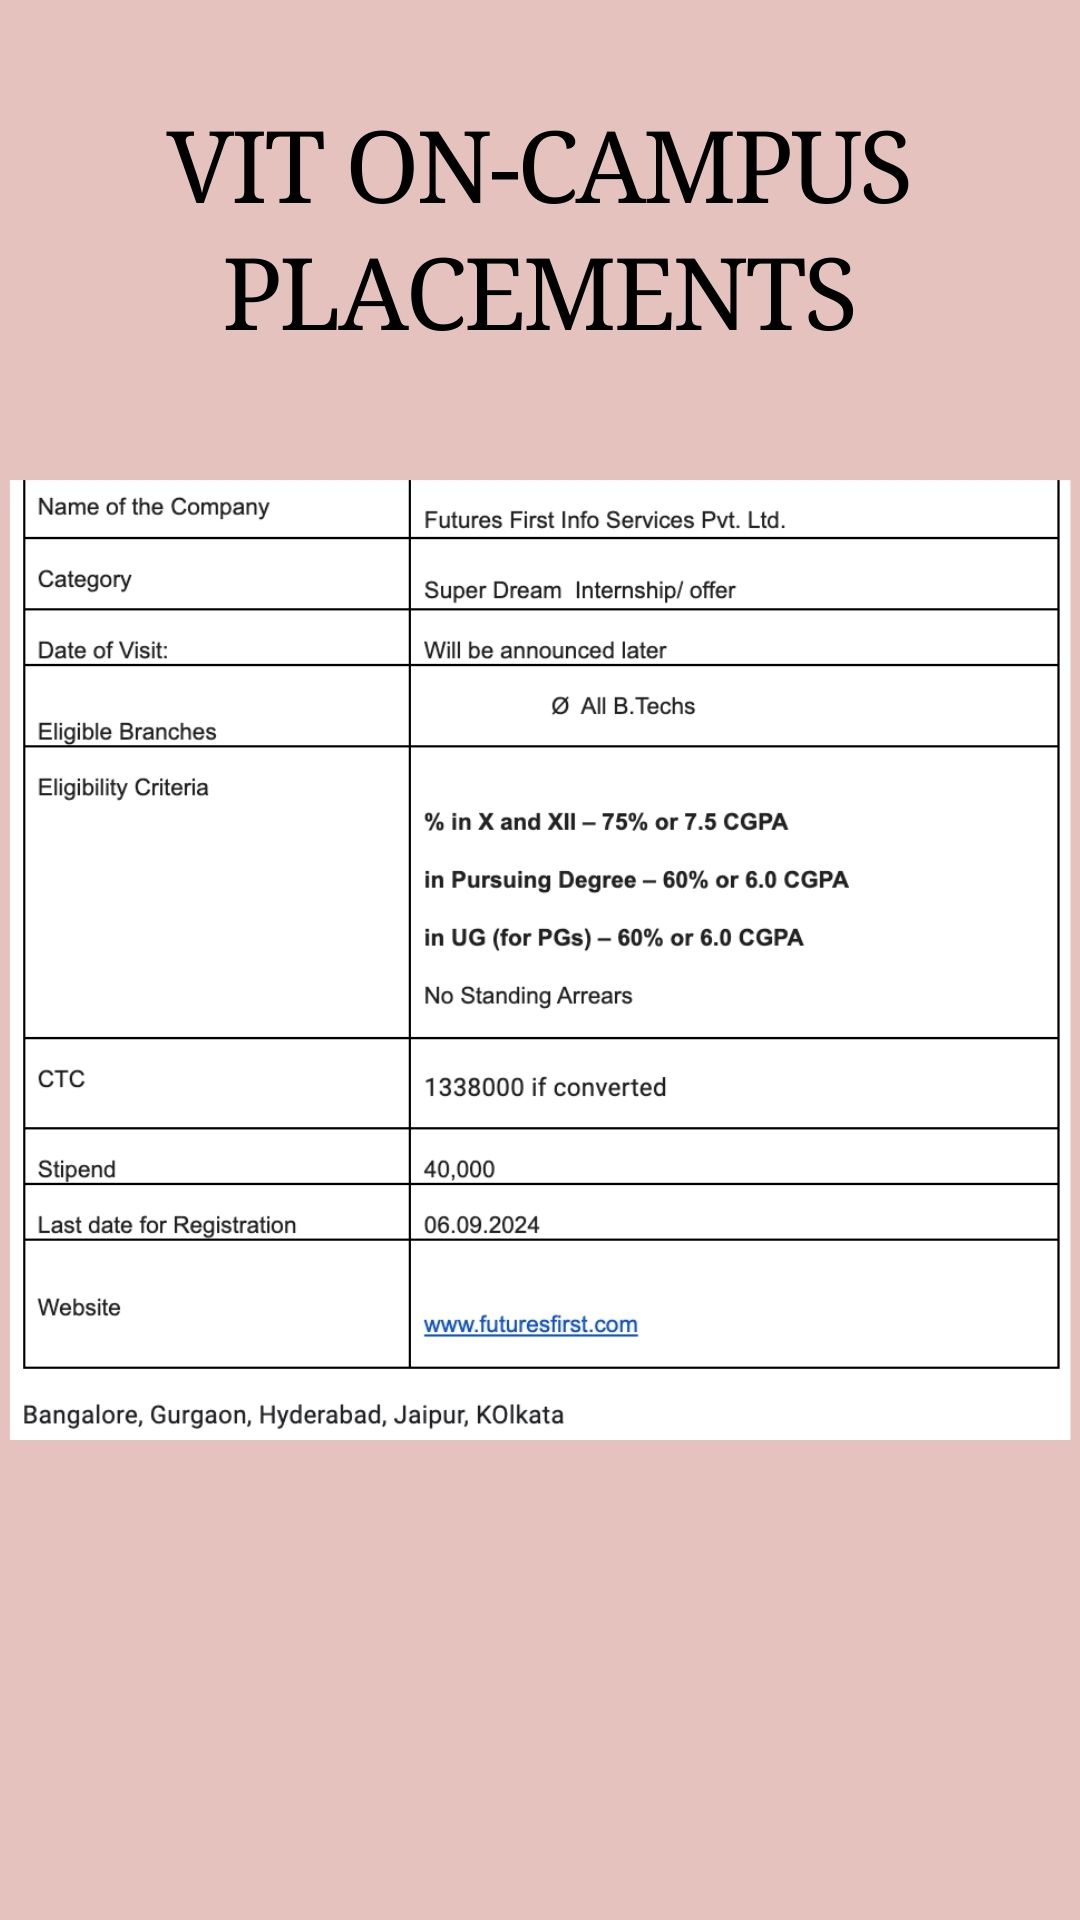 VIT ON-CAMPUS
PLACEMENTS
Name of the Company
Futures First Info Services Pvt. Ltd.
Category
Super Dream  Internship/ offer
Date of Visit:
Will be announced later
Eligible Branches
Ø  All B.Techs
Eligibility Criteria
% in X and XII – 75% or 7.5 CGPA
in Pursuing Degree – 60% or 6.0 CGPA
in UG (for PGs) – 60% or 6.0 CGPA
No Standing Arrears
CTC
1338000 if converted
Stipend
40,000
Last date for Registration
06.09.2024
Website
www.futuresfirst.com
Bangalore, Gurgaon, Hyderabad, Jaipur, KOlkata